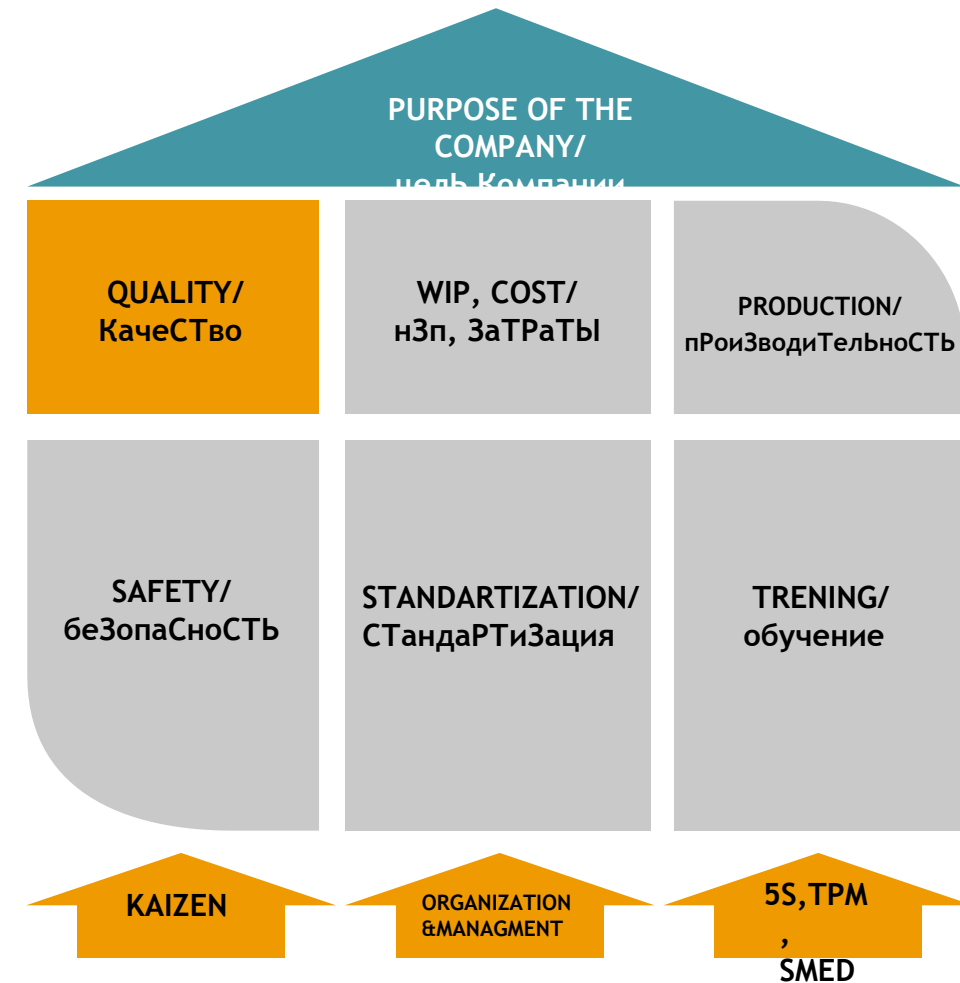 PURPOSE OF THE
COMPANY/
целЬ Компании
QUALITY/
КачеСТво
WIP, COST/
нЗп, ЗаТРаТЫ
PRODUCTION/
пРоиЗводиТелЬноСТЬ
SAFETY/
беЗопаСноСТЬ
STANDARTIZATION/
СТандаРТиЗация
TRENING/
обучение
KAIZEN
ORGANIZATION
&MANAGMENT
5S,TPM
,
SMED